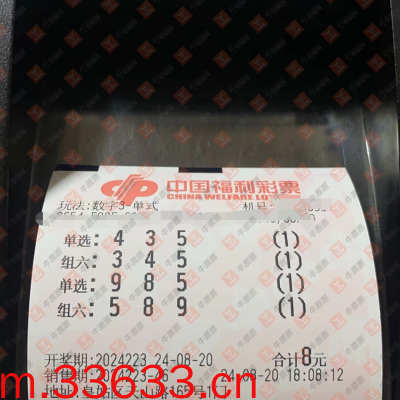 中国福利彩票
CHINA WELFARE LO
玩法:数字3-单式 机号:
单选: 4 3 5 (1)
组六: 3 4 5 (1)
单选: 9 8 5 (1)
组六: 5 8 9 (1)
开奖期:2024223 24-08-20 合计8元
24-08-20 18:08:12
m.33633.cn